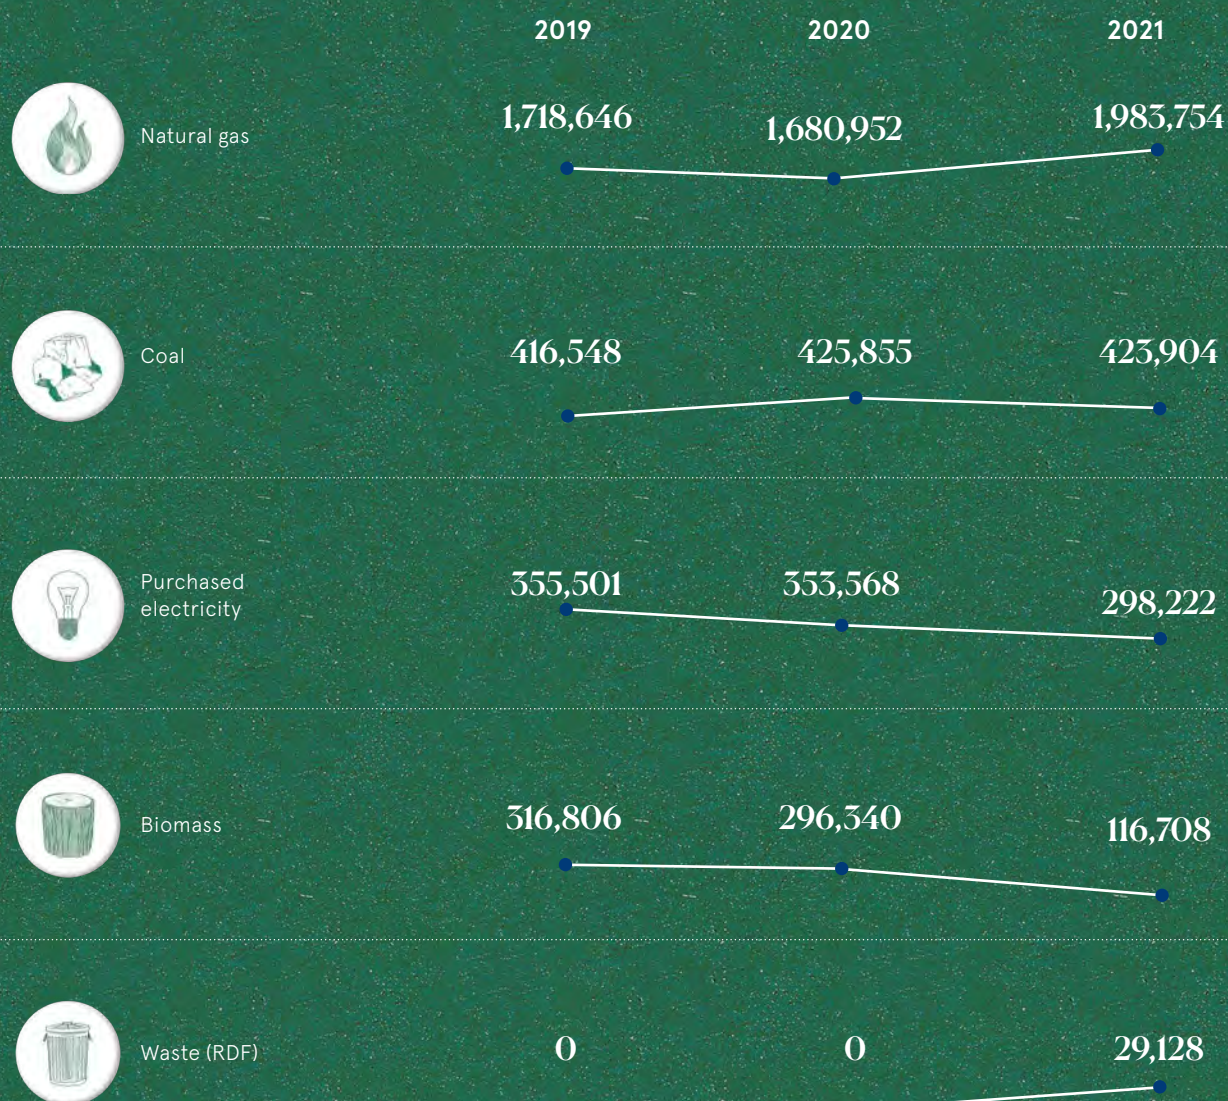 2019 2020 2021
Natural gas 1,718,646 1,680,952 1,983,754
Coal 416,548 425,855 423,904
Purchased
electricity 355,501 353,568 298,222
Biomass 316,806 296,340 116,708
Waste (RDF) 0 0 29,128